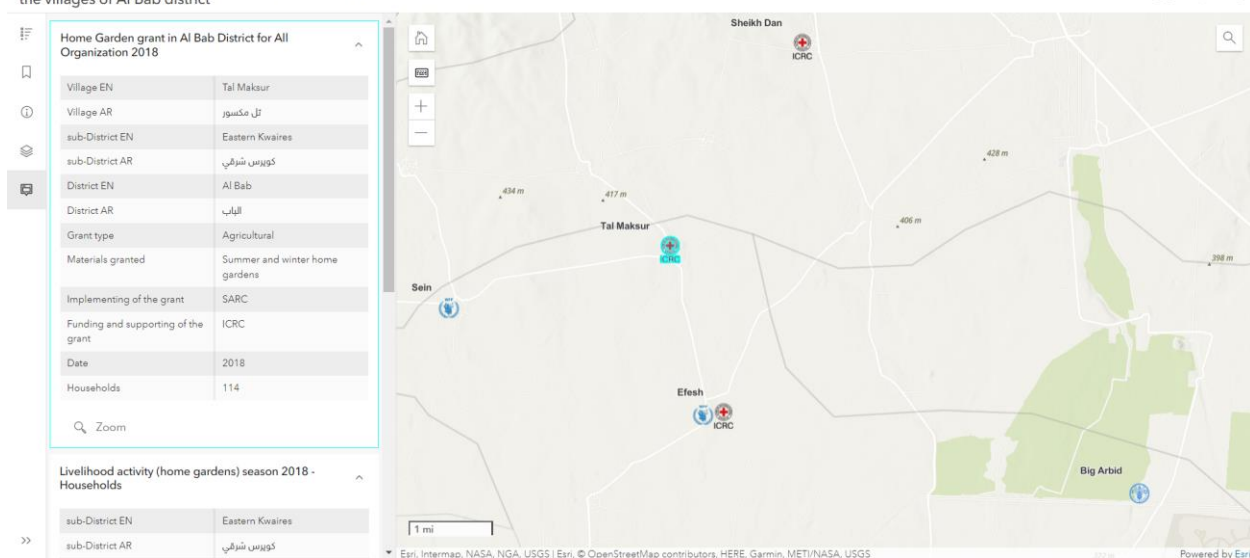 the villages of Al Bab district
Home Garden grant in Al Bab District for All
Organization 2018
Village EN Tal Maksur
Village AR تل مكسور
sub-District EN Eastern Kwaires
sub-District AR كويرس شرقي
District EN Al Bab
District AR الباب
Grant type Agricultural
Materials granted Summer and winter home
gardens
Implementing of the grant SARC
Funding and supporting of the ICRC
grant
Date 2018
Households 114
Zoom
Livelihood activity (home gardens) season 2018 -
Households
sub-District EN Eastern Kwaires
sub-District AR كويرس شرقي
Sheikh Dan
ICRC
428 m
434 m
417 m
406 m
Tal Maksur
ICRC
398 m
Sein
Efesh
ICRC
Big Arbid
1 mi
Esri, Intermap, NASA, NGA, USGS | Esri, © OpenStreetMap contributors, HERE, Garmin, METI/NASA, USGS
Powered by Esri